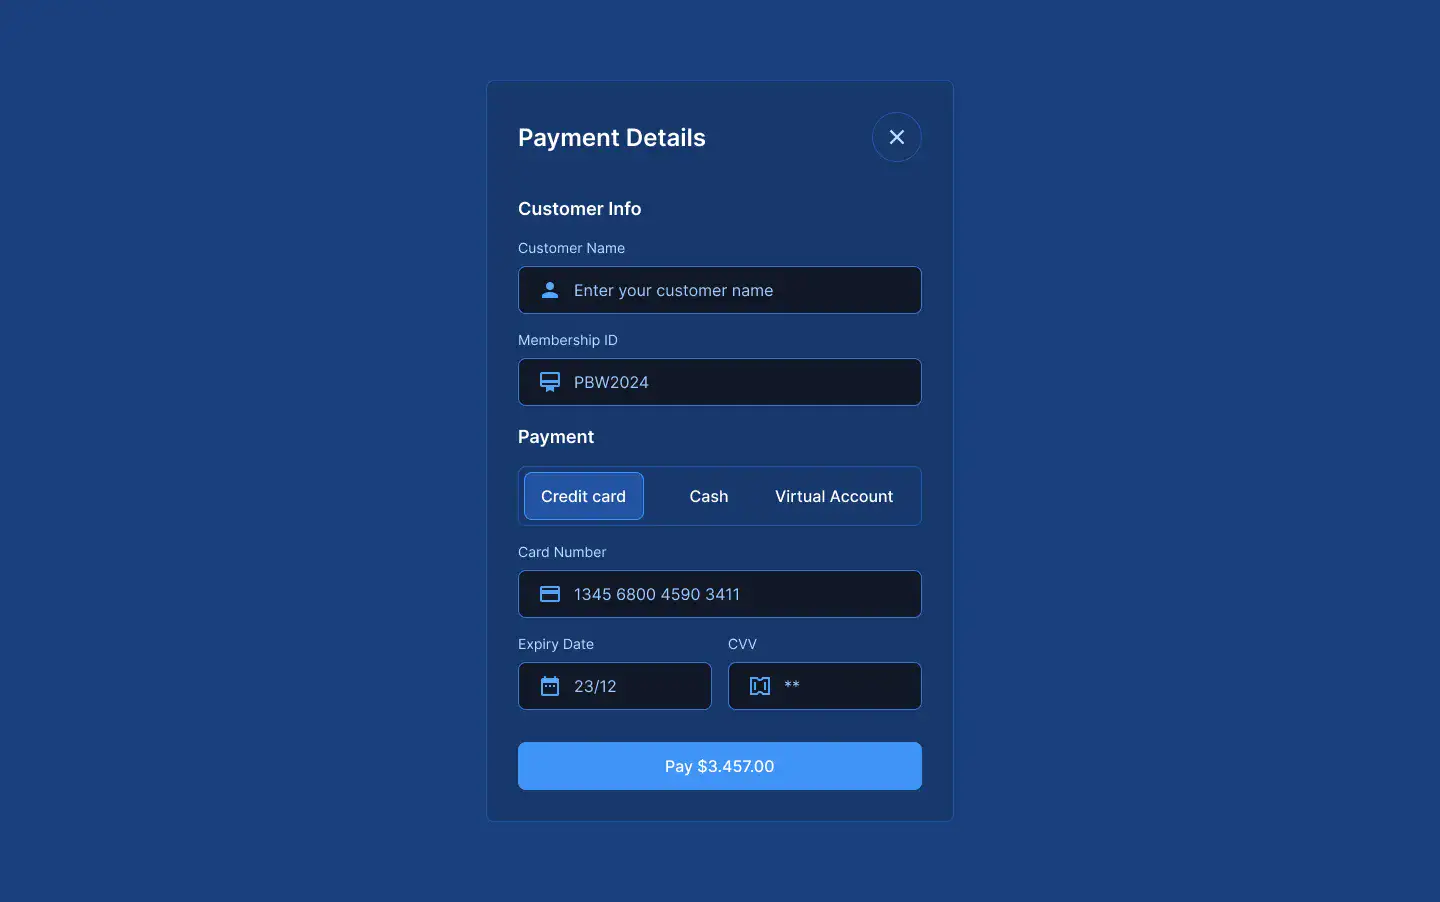 Payment Details
Customer Info
Customer Name
Enter your customer name
Membership ID
PBW2024
Payment
Credit card Cash Virtual Account
Card Number
1345 6800 4590 3411
Expiry Date CVV
23/12 **
Pay $3.457.00